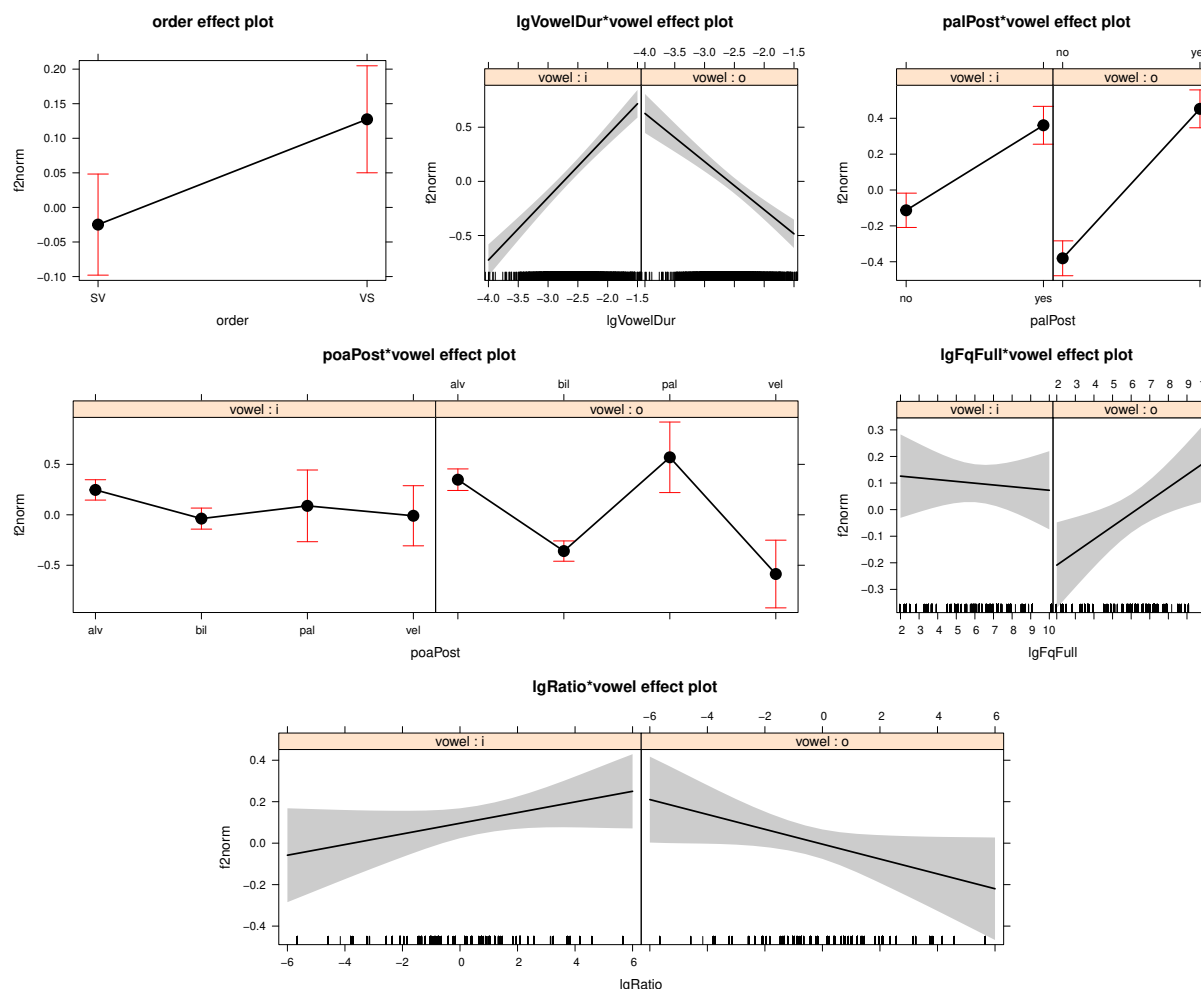 order effect plot
f2norm
0.20
0.15
0.10
0.05
0.00
−0.05
−0.10
SV VS
order
lgVowelDur*vowel effect plot
−4.0 −3.5 −3.0 −2.5 −2.0 −1.5
vowel : i vowel : o
f2norm
0.5
0.0
−0.5
−4.0 −3.5 −3.0 −2.5 −2.0 −1.5
lgVowelDur
palPost*vowel effect plot
no
vowel : i vowel : o
f2norm
0.4
0.2
0.0
−0.2
−0.4
no yes
palPost
poaPost*vowel effect plot
alv bil pal vel
vowel : i vowel : o
f2norm
0.5
0.0
−0.5
alv bil pal vel
poaPost
lgFqFull*vowel effect plot
2 3 4 5 6 7 8 9
vowel : i vowel : o
f2norm
0.3
0.2
0.1
0.0
−0.1
−0.2
−0.3
2 3 4 5 6 7 8 9 10
lgFqFull
lgRatio*vowel effect plot
−6 −4 −2 0 2 4 6
vowel : i vowel : o
f2norm
0.4
0.2
0.0
−0.2
−0.4
−6 −4 −2 0 2 4 6
lgRatio